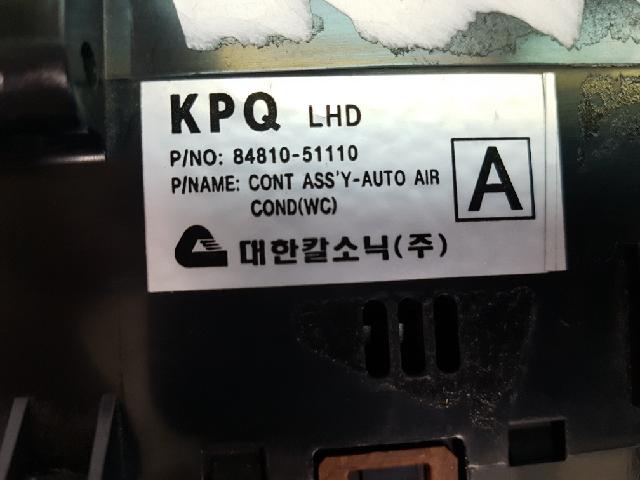 KPQ LHD
P/NO: 84810-51110
P/NAME: CONT ASS'Y-AUTO AIR
COND(WC)
A
대한칼소닉(주)